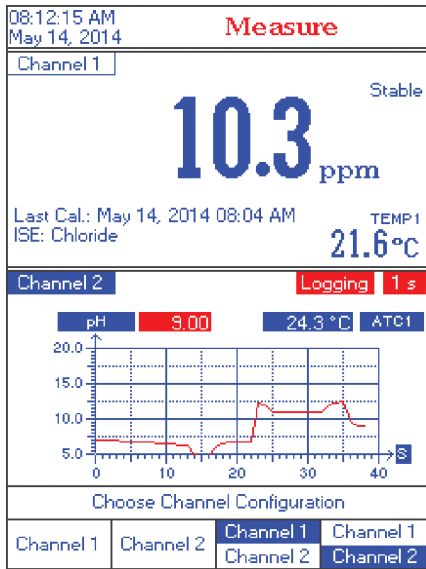 08:12:15 AM
May 14, 2014
Measure
Channel 1
Stable
10.3 ppm
Last Cal.: May 14, 2014 08:04 AM
ISE: Chloride
TEMP1
21.6°C
Channel 2
Logging 1 s
pH 9.00 24.3 °C ATC1
20.0
15.0
10.0
5.0
0 10 20 30 40 S
Choose Channel Configuration
Channel 1 Channel 2 Channel 1 Channel 1
Channel 2 Channel 2